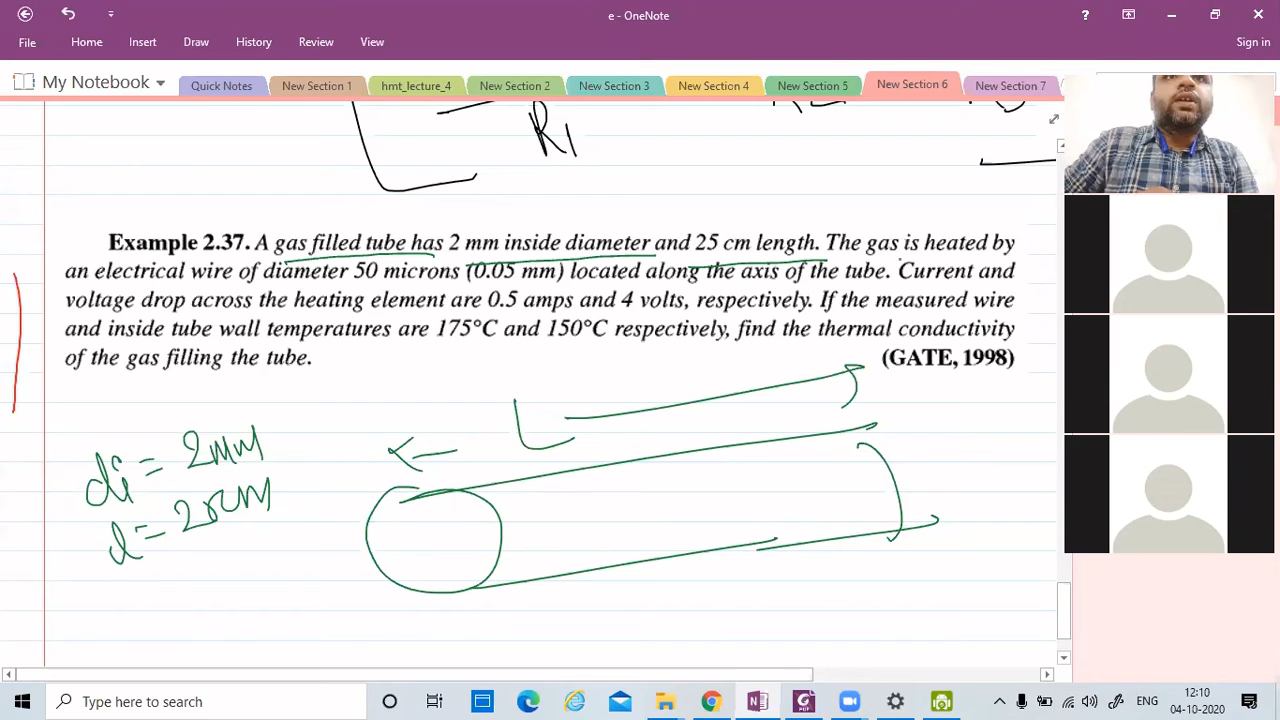 e - OneNote
Sign in
File Home Insert Draw History Review View
My Notebook
Quick Notes New Section 1 hmt_lecture_4 New Section 2 New Section 3 New Section 4 New Section 5 New Section 6 New Section 7
R1
Example 2.37. A gas filled tube has 2 mm inside diameter and 25 cm length. The gas is heated by
an electrical wire of diameter 50 microns (0.05 mm) located along the axis of the tube. Current and
voltage drop across the heating element are 0.5 amps and 4 volts, respectively. If the measured wire
and inside tube wall temperatures are 175°C and 150°C respectively, find the thermal conductivity
of the gas filling the tube.
(GATE, 1998)
L
di = 2mm
l = 25cm
Type here to search
ENG
2:10
04-10-2020